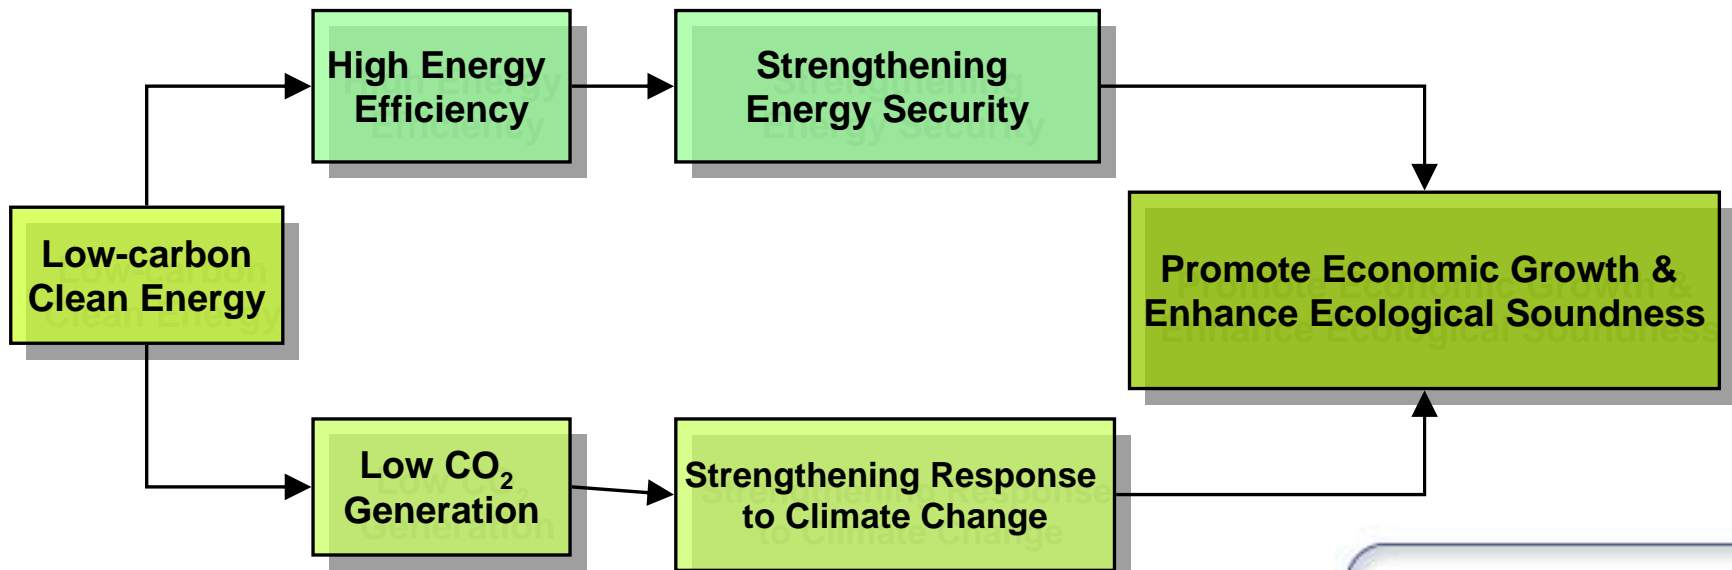 High Energy
Efficiency
Strengthening
Energy Security
Low-carbon
Clean Energy
Promote Economic Growth &
Enhance Ecological Soundness
Low CO₂
Generation
Strengthening Response
to Climate Change